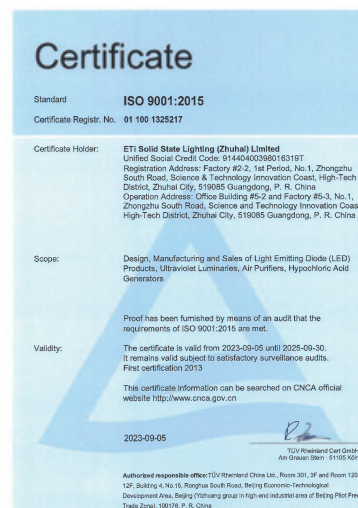 Certificate
Standard ISO 9001:2015
Certificate Registr. No. 01 100 1325217
Certificate Holder: ETi Solid State Lighting (Zhuhai) Limited
Unified Social Credit Code: 91440400398016319T
Registration Address: Factory #2-2, 1st Period, No.1, Zhongzhu
South Road, Science & Technology Innovation Coast, High-Tech
District, Zhuhai City, 519085 Guangdong, P. R. China
Operation Address: Office Building #5-2 and Factory #5-3, No.1,
Zhongzhu South Road, Science and Technology Innovation Coas
High-Tech District, Zhuhai City, 519085 Guangdong, P. R. China
Scope: Design, Manufacturing and Sales of Light Emitting Diode (LED)
Products, Ultraviolet Luminaries, Air Purifiers, Hypochloric Acid
Generators
Proof has been furnished by means of an audit that the
requirements of ISO 9001:2015 are met.
Validity: The certificate is valid from 2023-09-05 until 2025-09-30.
It remains valid subject to satisfactory surveillance audits.
First certification 2013
This certificate information can be searched on CNCA official
website http://www.cnca.gov.cn
2023-09-05
TÜV Rheinland Cert GmbH
Am Grauen Stein · 51105 Köln
Authorized responsible office: TÜV Rheinland China Ltd., Room 301, 3F and Room 120
12F, Building 4, No.15, Ronghua South Road, Beijing Economic-Technological
Development Area, Beijing (Yizhuang group in high-end industrial area of Beijing Pilot Free
Trade Zone), 100176, P. R. China